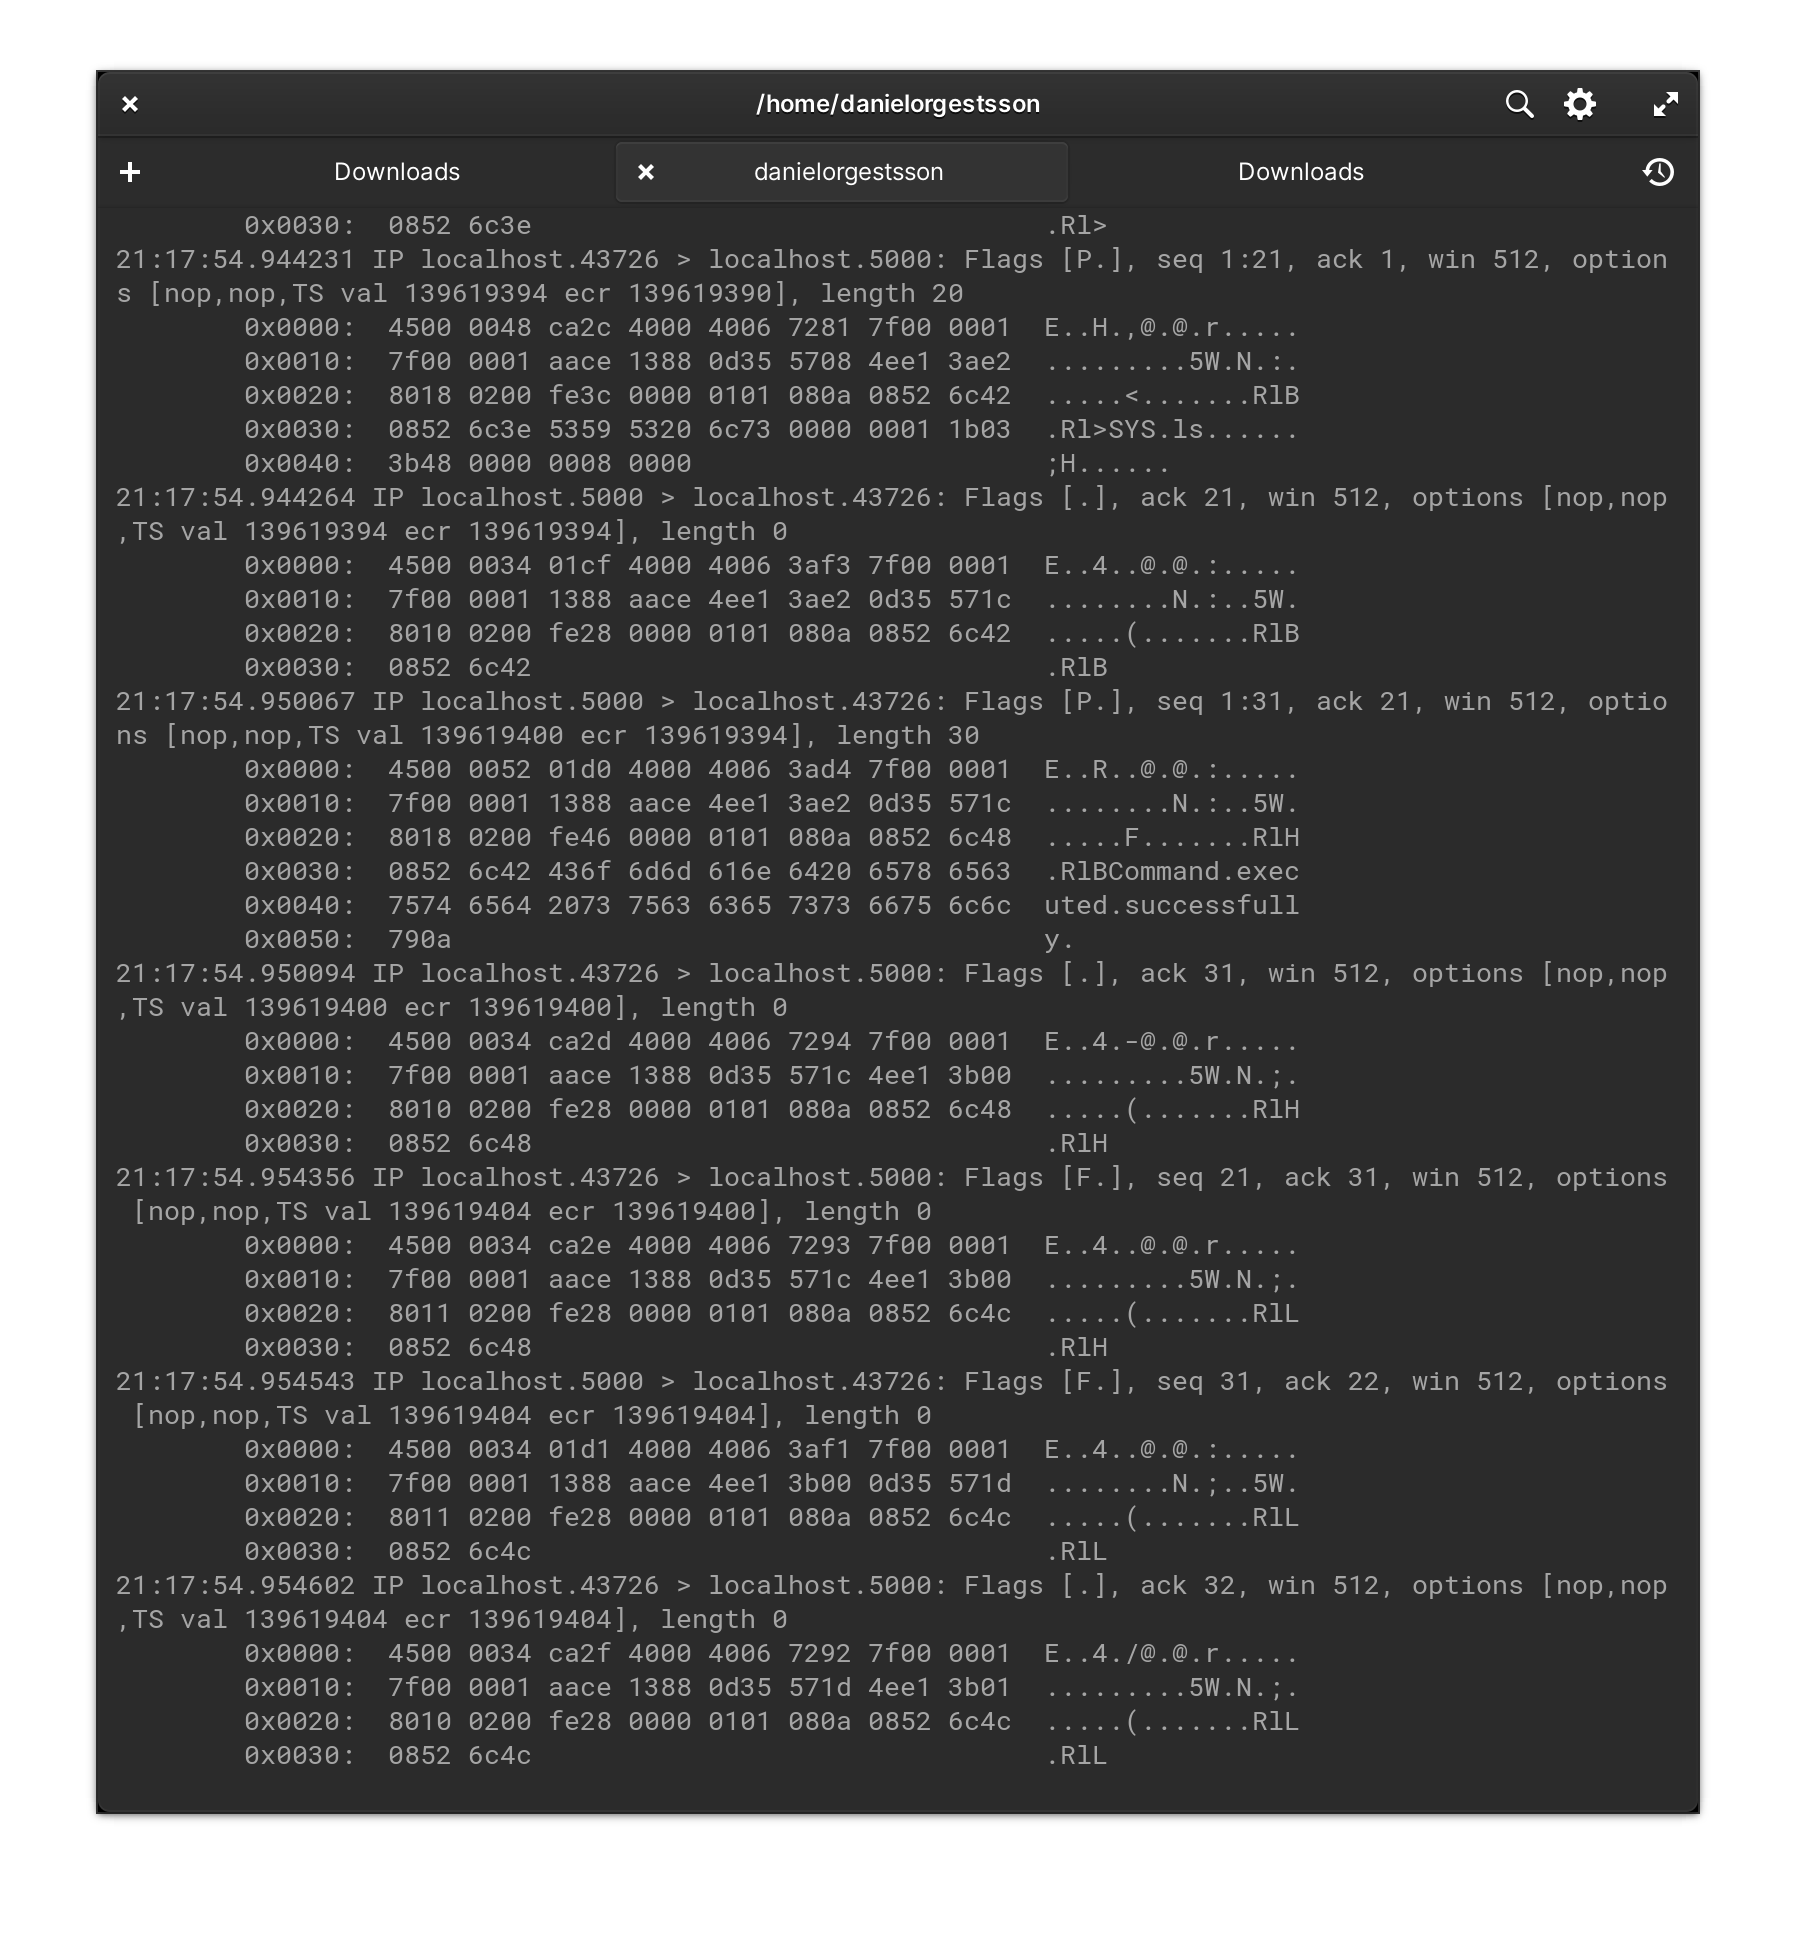 /home/danielorgestsson
Downloads danielorgestsson Downloads
0x0030: 0852 6c3e .Rl>
21:17:54.944231 IP localhost.43726 > localhost.5000: Flags [P.], seq 1:21, ack 1, win 512, option
s [nop,nop,TS val 139619394 ecr 139619390], length 20
0x0000: 4500 0048 ca2c 4000 4006 7281 7f00 0001 E..H.,@.@.r.....
0x0010: 7f00 0001 aace 1388 0d35 5708 4ee1 3ae2 .........5W.N.:.
0x0020: 8018 0200 fe3c 0000 0101 080a 0852 6c42 .....<.......RlB
0x0030: 0852 6c3e 5359 5320 6c73 0000 0001 1b03 .Rl>SYS.ls......
0x0040: 3b48 0000 0008 0000 ;H......
21:17:54.944264 IP localhost.5000 > localhost.43726: Flags [.], ack 21, win 512, options [nop,nop
,TS val 139619394 ecr 139619394], length 0
0x0000: 4500 0034 01cf 4000 4006 3af3 7f00 0001 E..4..@.@.:.....
0x0010: 7f00 0001 1388 aace 4ee1 3ae2 0d35 571c ........N.:..5W.
0x0020: 8010 0200 fe28 0000 0101 080a 0852 6c42 .....(.......RlB
0x0030: 0852 6c42 .RlB
21:17:54.950067 IP localhost.5000 > localhost.43726: Flags [P.], seq 1:31, ack 21, win 512, optio
ns [nop,nop,TS val 139619400 ecr 139619394], length 30
0x0000: 4500 0052 01d0 4000 4006 3ad4 7f00 0001 E..R..@.@.:.....
0x0010: 7f00 0001 1388 aace 4ee1 3ae2 0d35 571c ........N.:..5W.
0x0020: 8018 0200 fe46 0000 0101 080a 0852 6c48 .....F.......RlH
0x0030: 0852 6c42 436f 6d6d 616e 6420 6578 6563 .RlBCommand.exec
0x0040: 7574 6564 2073 7563 6365 7373 6675 6c6c uted.successfull
0x0050: 790a y.
21:17:54.950094 IP localhost.43726 > localhost.5000: Flags [.], ack 31, win 512, options [nop,nop
,TS val 139619400 ecr 139619400], length 0
0x0000: 4500 0034 ca2d 4000 4006 7294 7f00 0001 E..4.-@.@.r.....
0x0010: 7f00 0001 aace 1388 0d35 571c 4ee1 3b00 .........5W.N.;.
0x0020: 8010 0200 fe28 0000 0101 080a 0852 6c48 .....(.......RlH
0x0030: 0852 6c48 .RlH
21:17:54.954356 IP localhost.43726 > localhost.5000: Flags [F.], seq 21, ack 31, win 512, options
[nop,nop,TS val 139619404 ecr 139619400], length 0
0x0000: 4500 0034 ca2e 4000 4006 7293 7f00 0001 E..4..@.@.r.....
0x0010: 7f00 0001 aace 1388 0d35 571c 4ee1 3b00 .........5W.N.;.
0x0020: 8011 0200 fe28 0000 0101 080a 0852 6c4c .....(.......RlL
0x0030: 0852 6c48 .RlH
21:17:54.954543 IP localhost.5000 > localhost.43726: Flags [F.], seq 31, ack 22, win 512, options
[nop,nop,TS val 139619404 ecr 139619404], length 0
0x0000: 4500 0034 01d1 4000 4006 3af1 7f00 0001 E..4..@.@.:.....
0x0010: 7f00 0001 1388 aace 4ee1 3b00 0d35 571d ........N.;..5W.
0x0020: 8011 0200 fe28 0000 0101 080a 0852 6c4c .....(.......RlL
0x0030: 0852 6c4c .RlL
21:17:54.954602 IP localhost.43726 > localhost.5000: Flags [.], ack 32, win 512, options [nop,nop
,TS val 139619404 ecr 139619404], length 0
0x0000: 4500 0034 ca2f 4000 4006 7292 7f00 0001 E..4./@.@.r.....
0x0010: 7f00 0001 aace 1388 0d35 571d 4ee1 3b01 .........5W.N.;.
0x0020: 8010 0200 fe28 0000 0101 080a 0852 6c4c .....(.......RlL
0x0030: 0852 6c4c .RlL